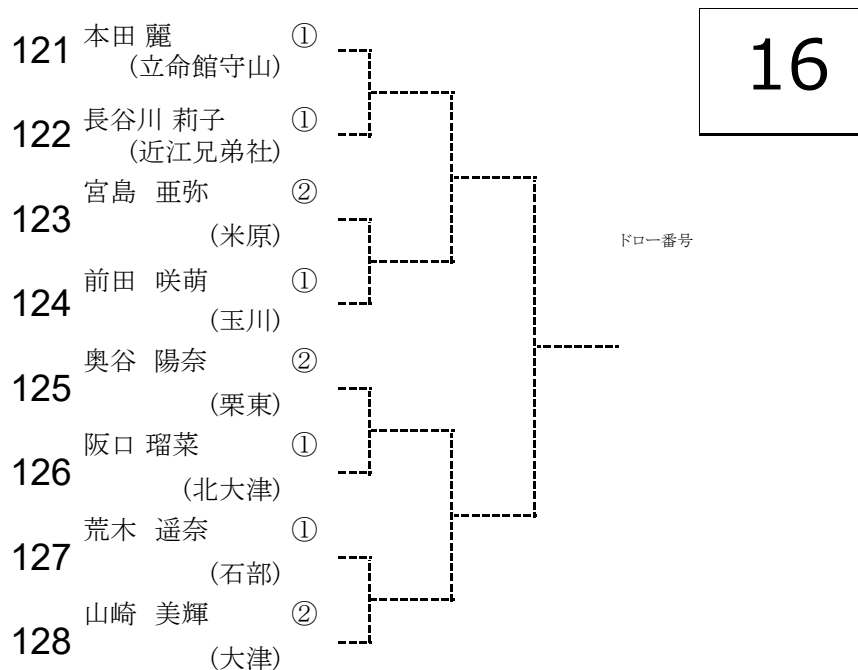 121 本田 麗 ①
(立命館守山)
122 長谷川 莉子 ①
(近江兄弟社)
123 宮島 亜弥 ②
(米原)
124 前田 咲萌 ①
(玉川)
125 奥谷 陽奈 ②
(栗東)
126 阪口 瑠菜 ①
(北大津)
127 荒木 遥奈 ①
(石部)
128 山崎 美輝 ②
(大津)
16
ドロー番号